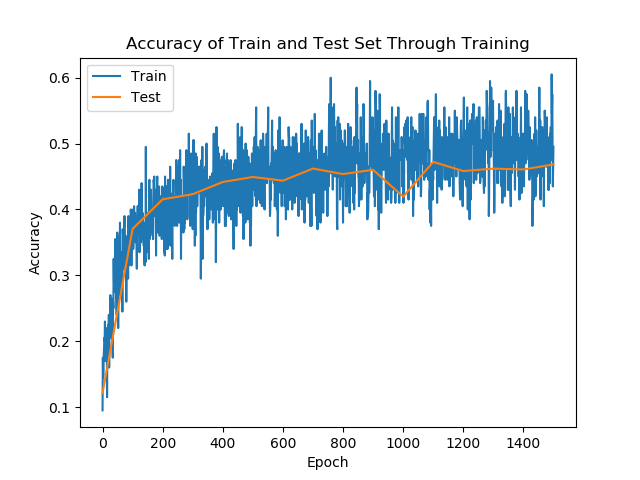 Accuracy of Train and Test Set Through Training
Train
Test
0.6
0.5
0.4
0.3
0.2
0.1
Accuracy
0 200 400 600 800 1000 1200 1400
Epoch